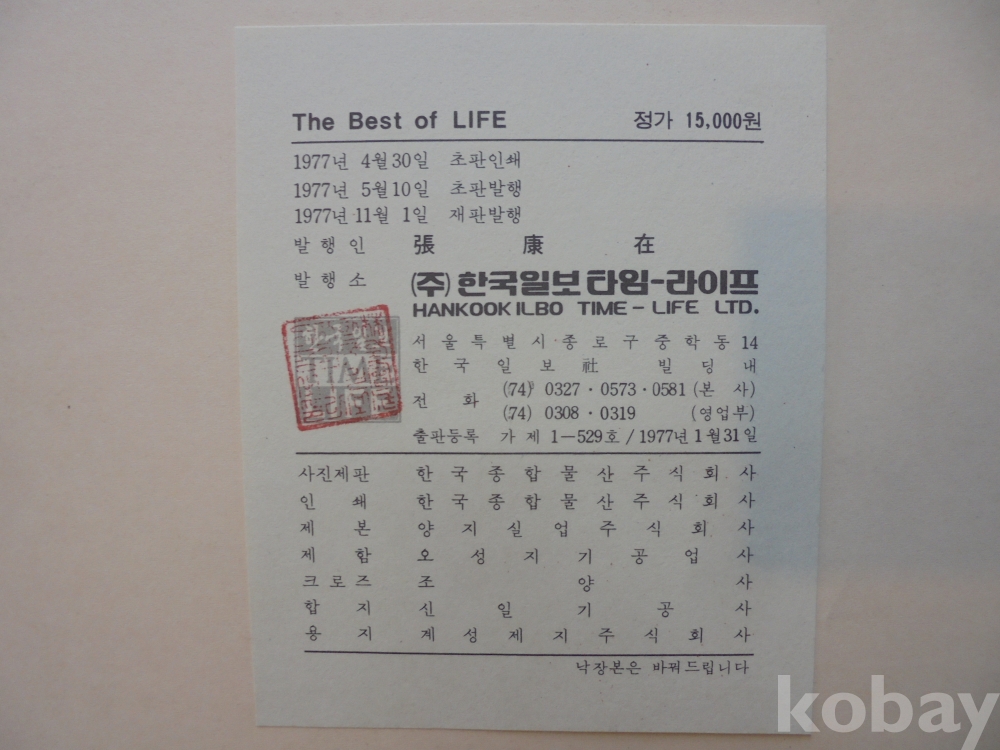 The Best of LIFE 정가 15,000원
1977년 4월 30일 초판인쇄
1977년 5월 10일 초판발행
1977년 11월 1일 재판발행
발행인 張康在
발행소 (주) 한국일보 타임-라이프
HANKOOK ILBO TIME - LIFE LTD.
서울특별시종로구중학동 14
한국일보社 빌딩내
전화 (74) 0327·0573·0581 (본사)
(74) 0308·0319 (영업부)
출판등록 가제 1-529호 / 1977년 1월 31일
사진제판 한국종합물산주식회사
인쇄 한국종합물산주식회사
제본 양지실업주식회사
제함 오성지기공업사
크로즈 조양사
합지 신일기공사
용지 계성제지주식회사
낙장본은 바꿔드립니다
kobay